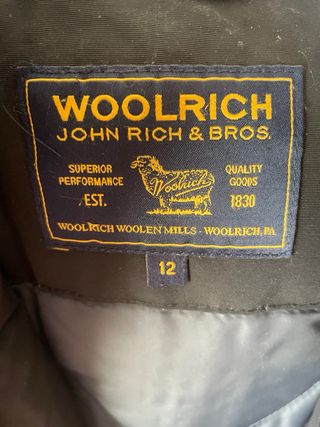 WOOLRICH
JOHN RICH & BROS.
SUPERIOR QUALITY
PERFORMANCE GOODS
Woolrich
EST. 1830
WOOLRICH WOOLEN MILLS · WOOLRICH, PA
12